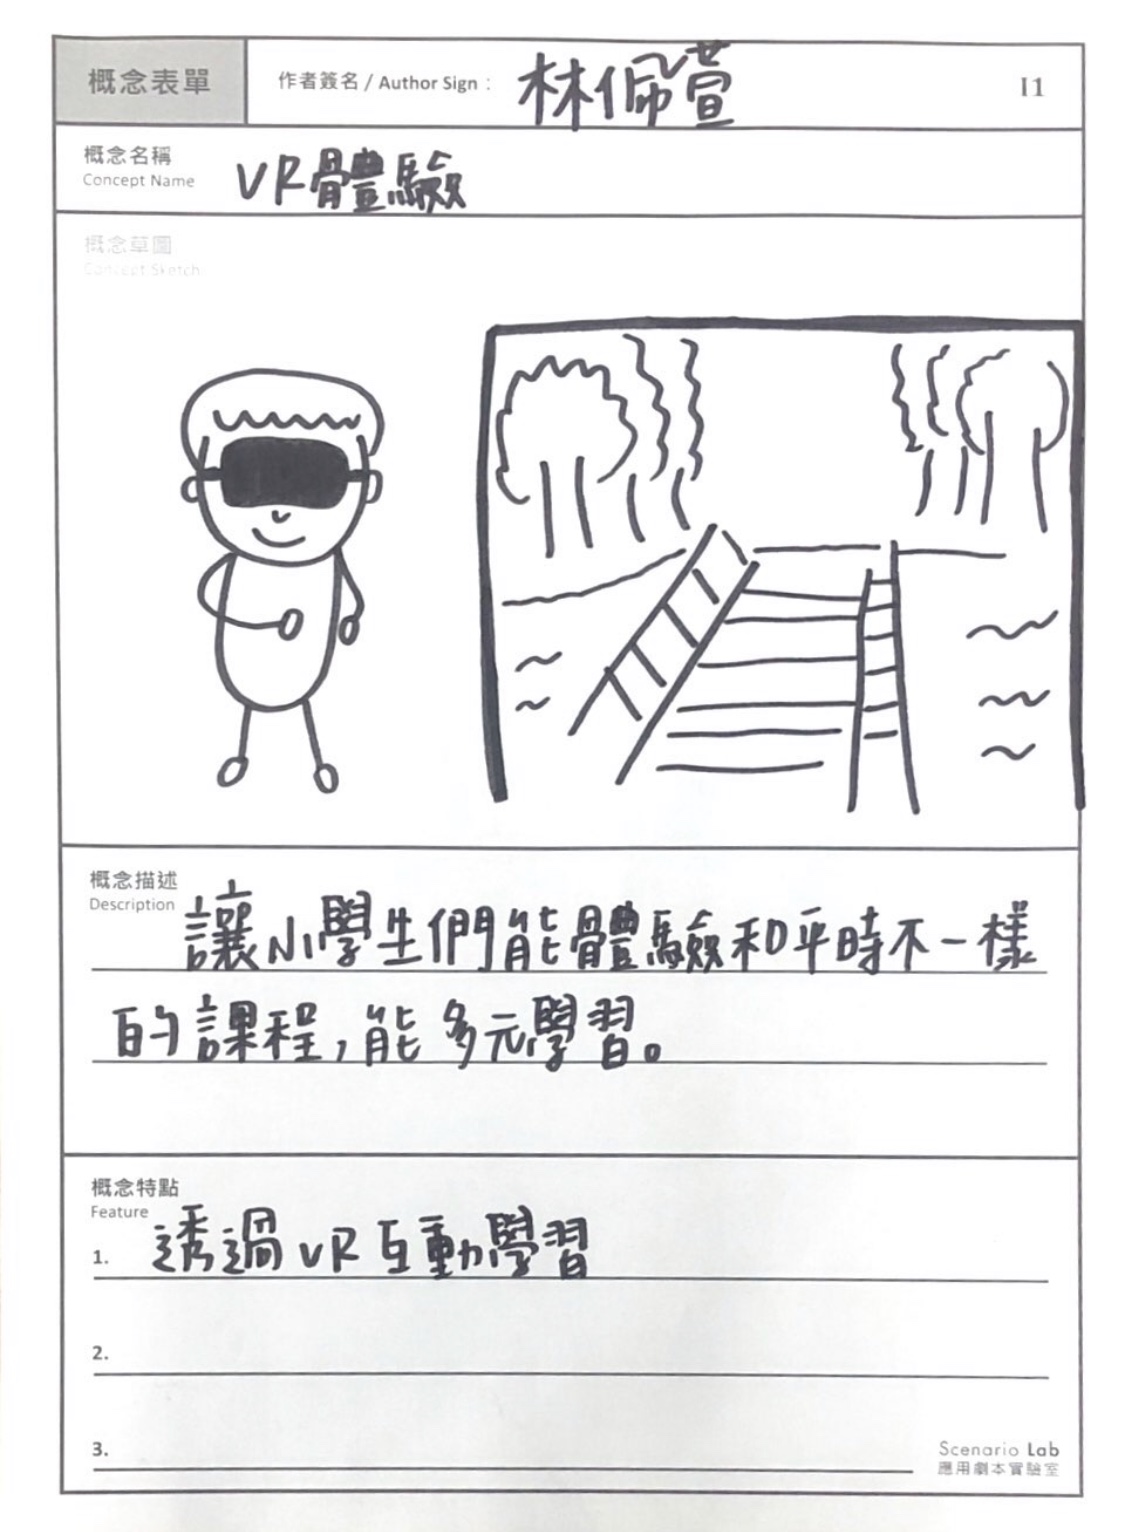 概念表單
作者簽名 / Author Sign :
林佩萱
I1
概念名稱
Concept Name
VR體驗
概念草圖
Concept Sketch
概念描述
Description
讓小學生們能體驗和平時不一樣
的課程,能多元學習。
概念特點
Feature
1. 透過VR互動學習
2.
3.
Scenario Lab
應用劇本實驗室